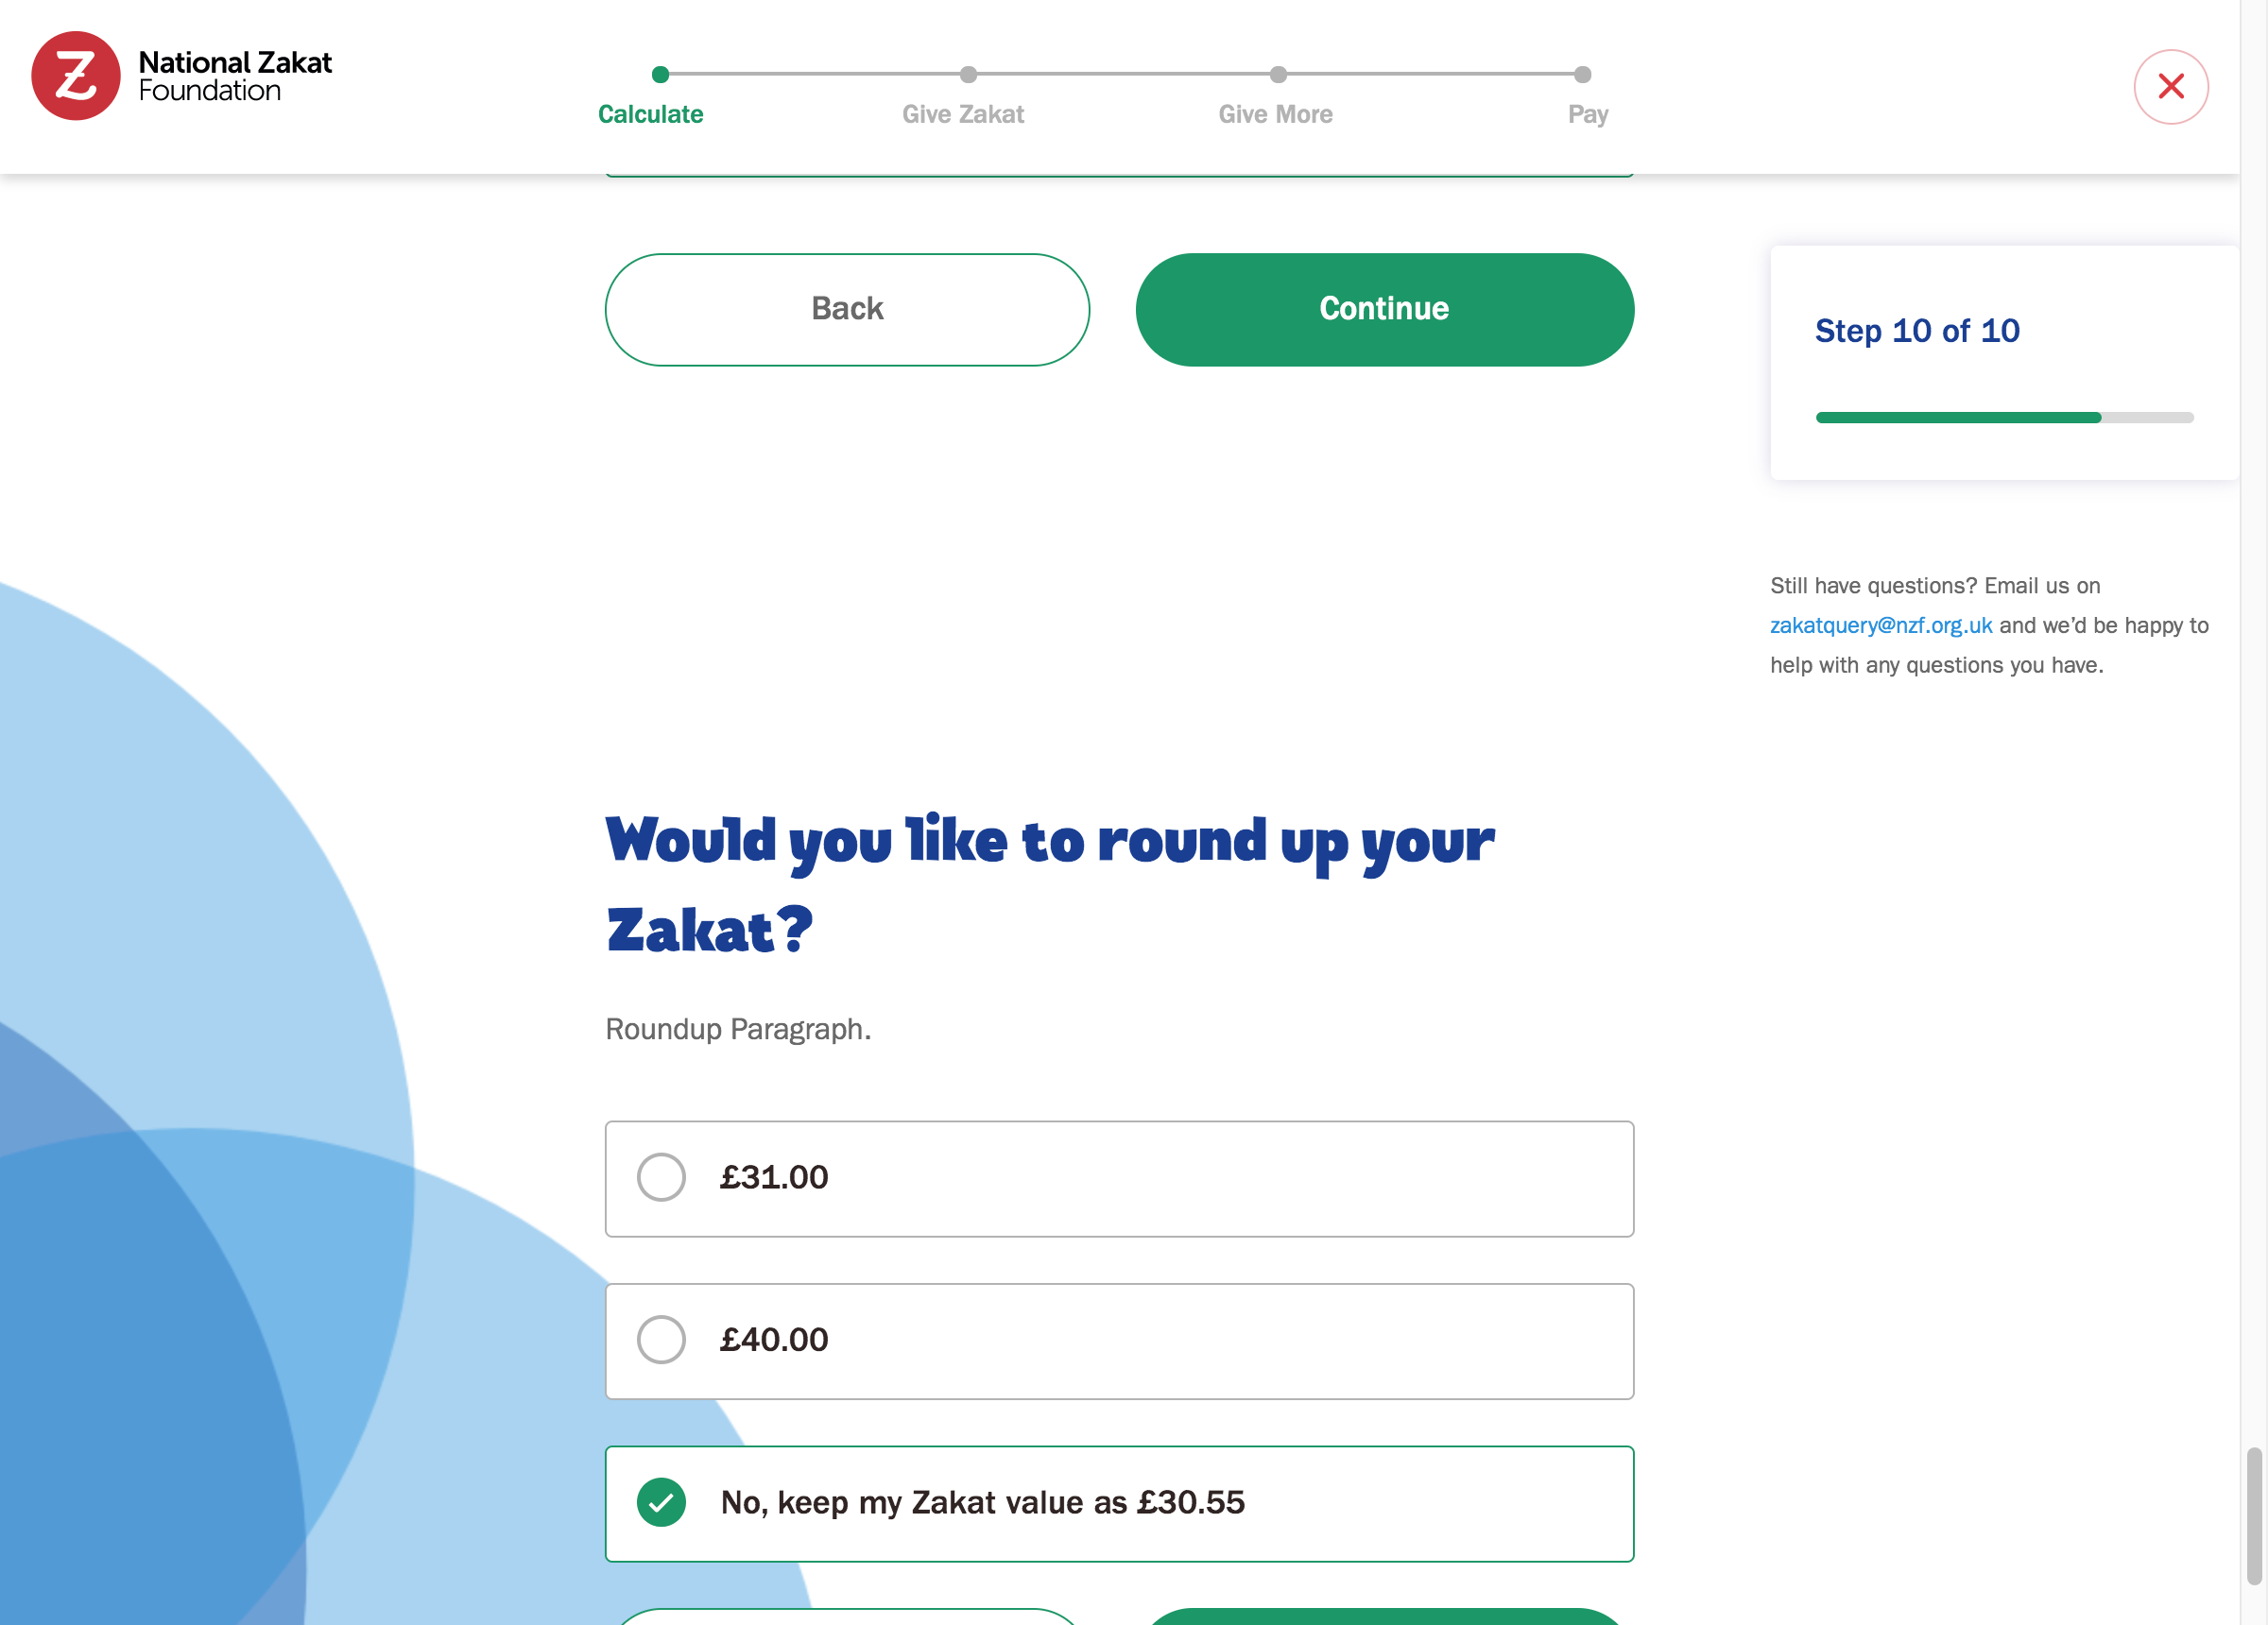 National Zakat
Foundation
Calculate
Give Zakat
Give More
Pay
Back
Continue
Step 10 of 10
Still have questions? Email us on
zakatquery@nzf.org.uk and we'd be happy to
help with any questions you have.
Would you like to round up your
Zakat?
Roundup Paragraph.
£31.00
£40.00
No, keep my Zakat value as £30.55